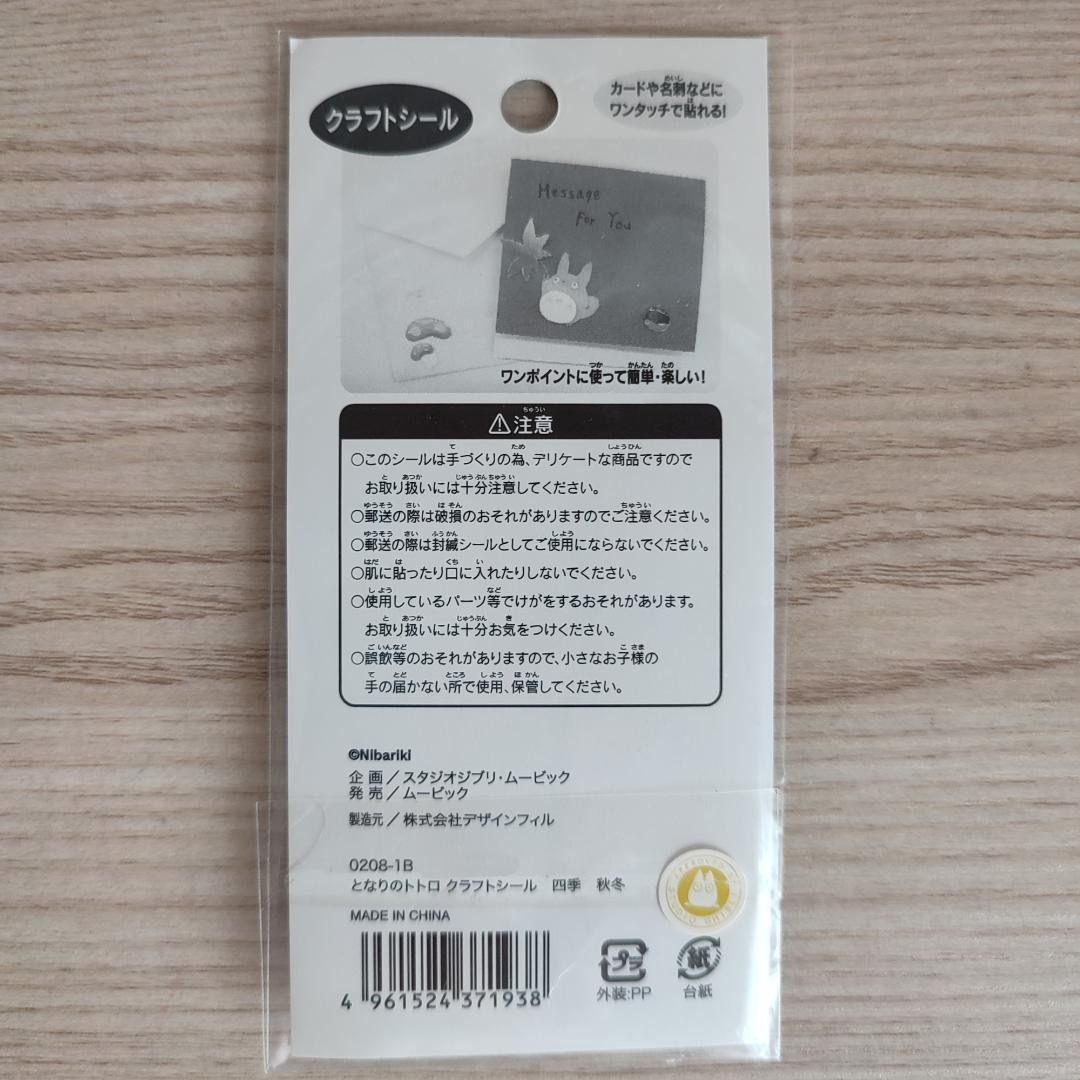 クラフトシール
カードや名刺などに
ワンタッチで貼れる!
Message
For You
ワンポイントに使って簡単・楽しい!
⚠注意
○このシールは手づくりの為、デリケートな商品ですので
お取り扱いには十分注意してください。
○郵送の際は破損のおそれがありますのでご注意ください。
○郵送の際は封緘シールとしてご使用にならないでください。
○肌に貼ったり口に入れたりしないでください。
○使用しているパーツ等でけがをするおそれがあります。
お取り扱いには十分お気をつけください。
○誤飲等のおそれがありますので、小さなお子様の
手の届かない所で使用、保管してください。
©Nibariki
企画/スタジオジブリ・ムービック
発売/ムービック
製造元/株式会社デザインフィル
0208-1B
となりのトトロ クラフトシール 四季 秋冬
MADE IN CHINA
4 961524 371938
プラ
外装:PP
紙
台紙